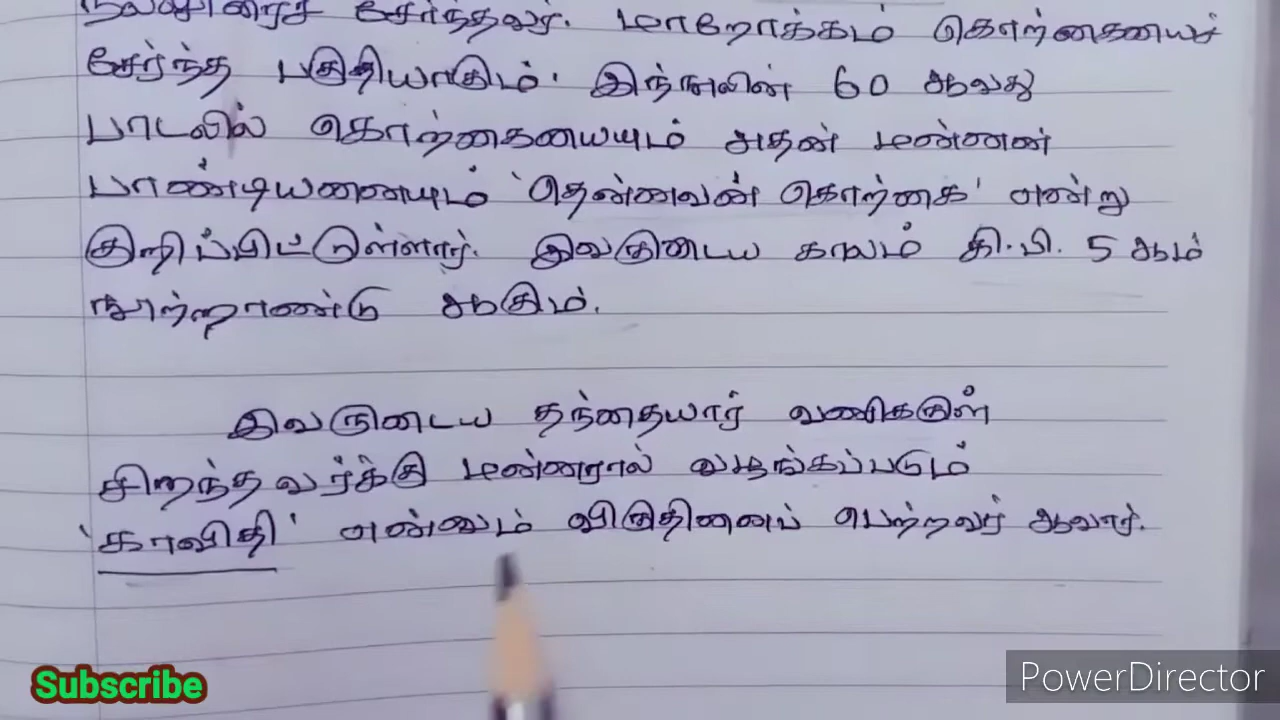 சேர்ந்தவர். மாறோக்கம் கொற்கையைச்
சேர்ந்த பகுதியாகும். இந்நூலின் 60 ஆவது
பாடலில் கொற்கையையும் அதன் மன்னன்
பாண்டியனையும் 'தென்னவன் கொற்கை' என்று
குறிப்பிட்டுள்ளார். இவருடைய காலம் கி.பி. 5 ஆம்
நூற்றாண்டு ஆகும்.
இவருடைய தந்தையார் வணிகருள்
சிறந்தவர்க்கு மன்னரால் வழங்கப்படும்
'காவிதி' என்னும் விருதினைப் பெற்றவர் ஆவார்.
Subscribe
PowerDirector